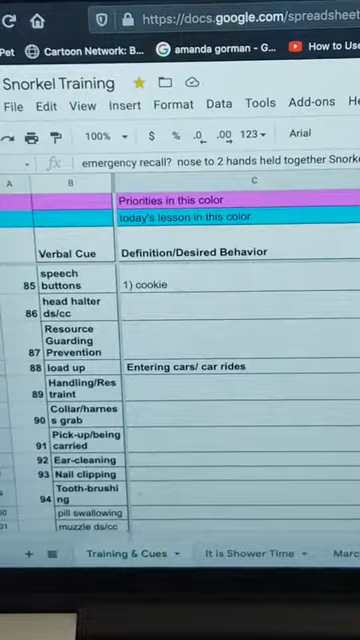 https://docs.google.com/spreadsheet
Pet
Cartoon Network: B...
amanda gorman - G...
How to Use
Snorkel Training
File Edit View Insert Format Data Tools Add-ons He
100% $ % .0 .00 123 Arial
fx emergency recall? nose to 2 hands held together Snorke
A B C
Priorities in this color
today's lesson in this color
Verbal Cue Definition/Desired Behavior
85 speech buttons 1) cookie
86 head halter ds/cc
87 Resource Guarding Prevention
88 load up Entering cars/ car rides
89 Handling/Res traint
90 Collar/harnes s grab
91 Pick-up/being carried
92 Ear-cleaning
93 Nail clipping
94 Tooth-brushi ng
pill swallowing
muzzle ds/cc
+ Training & Cues It is Shower Time Marc